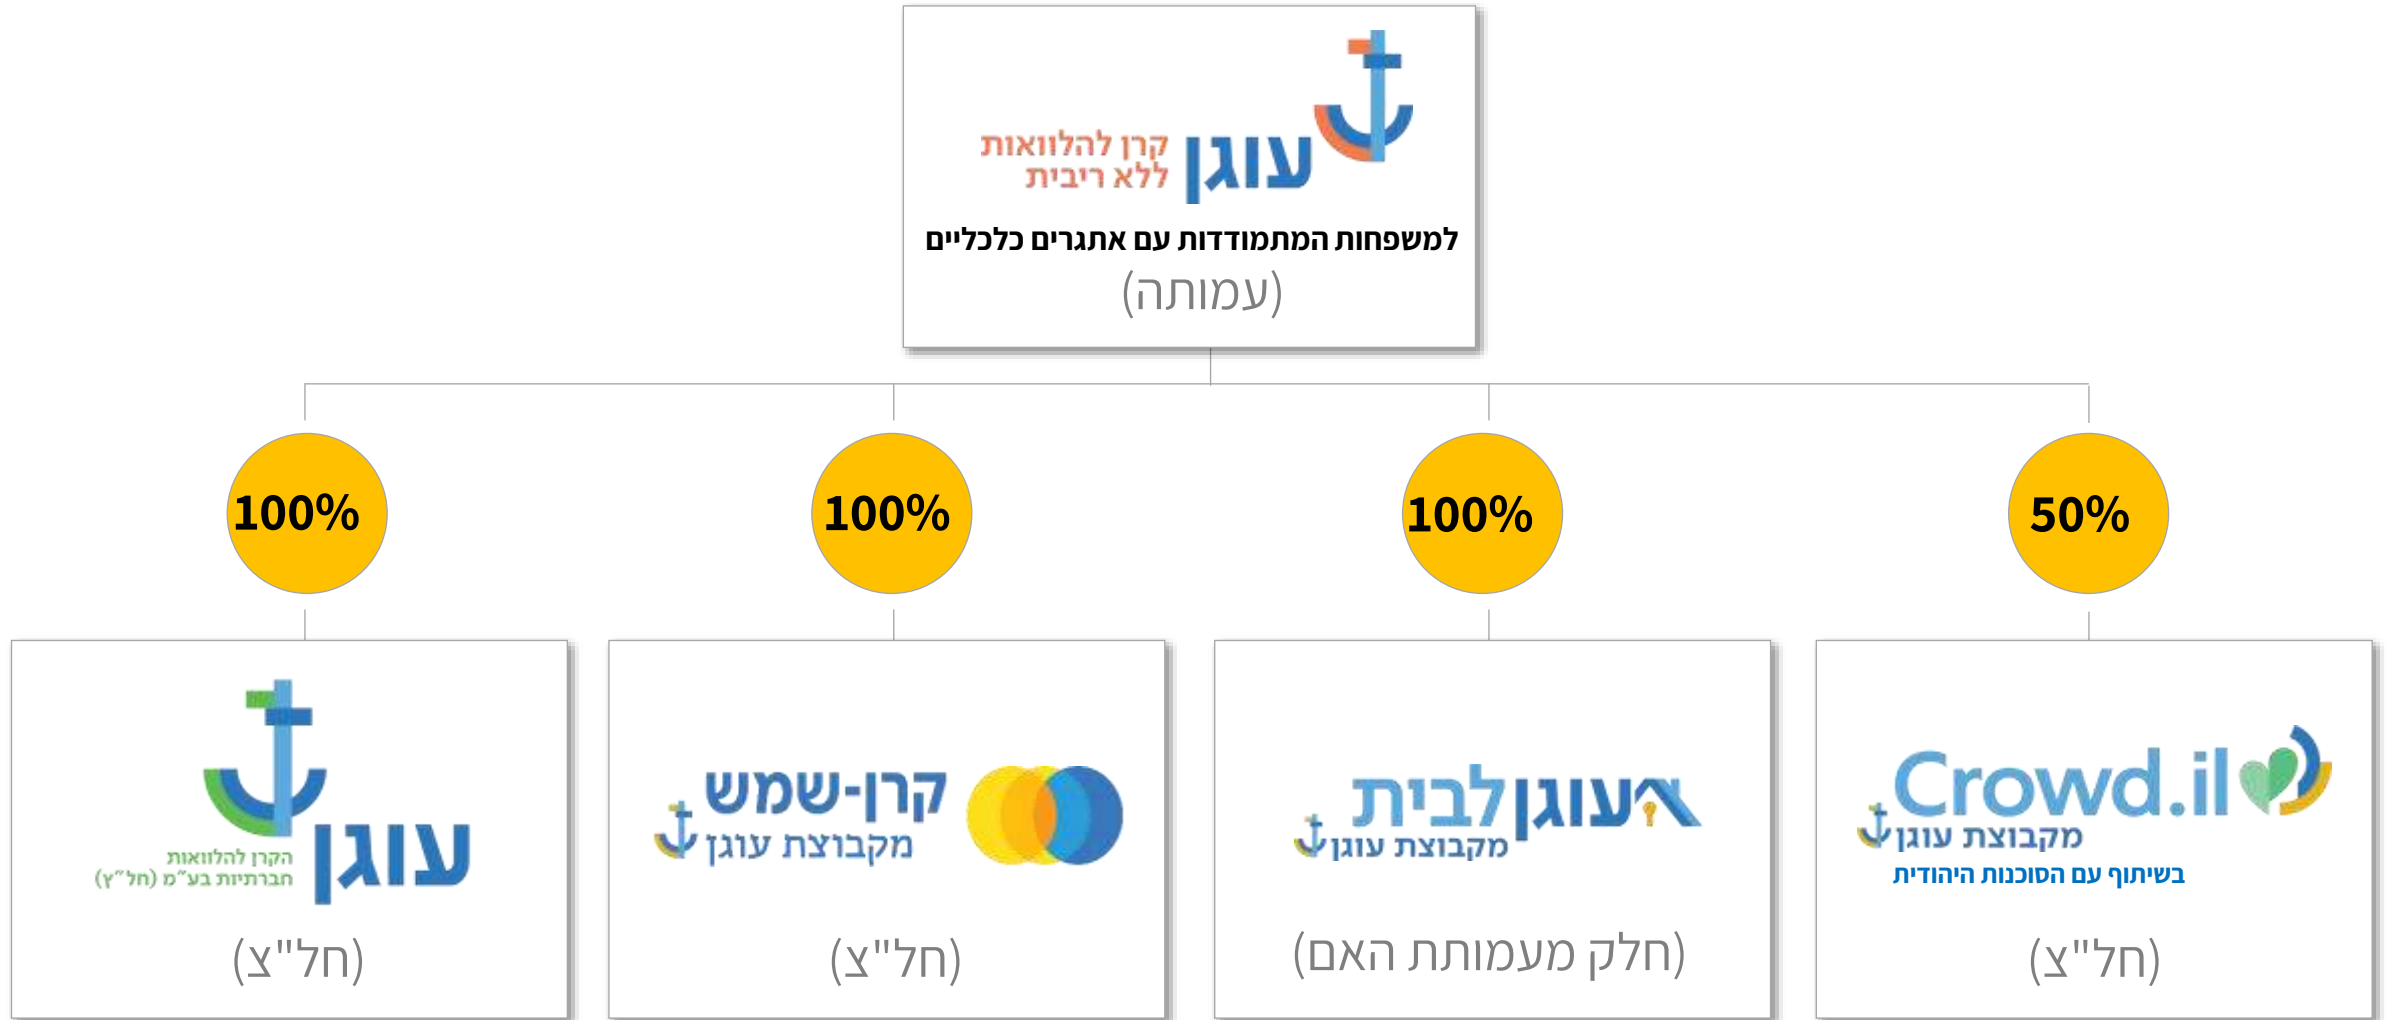 עוגן
קרן להלוואות
ללא ריבית
למשפחות המתמודדות עם אתגרים כלכליים
(עמותה)
50%
100%
100%
100%
Crowd.il
מקבוצת עוגן
בשיתוף עם הסוכנות היהודית
(חל"צ)
עוגן לבית
מקבוצת עוגן
(חלק מעמותת האם)
קרן-שמש
מקבוצת עוגן
(חל"צ)
עוגן
הקרן להלוואות
חברתיות בע״מ (חל״ץ)
(חל"צ)